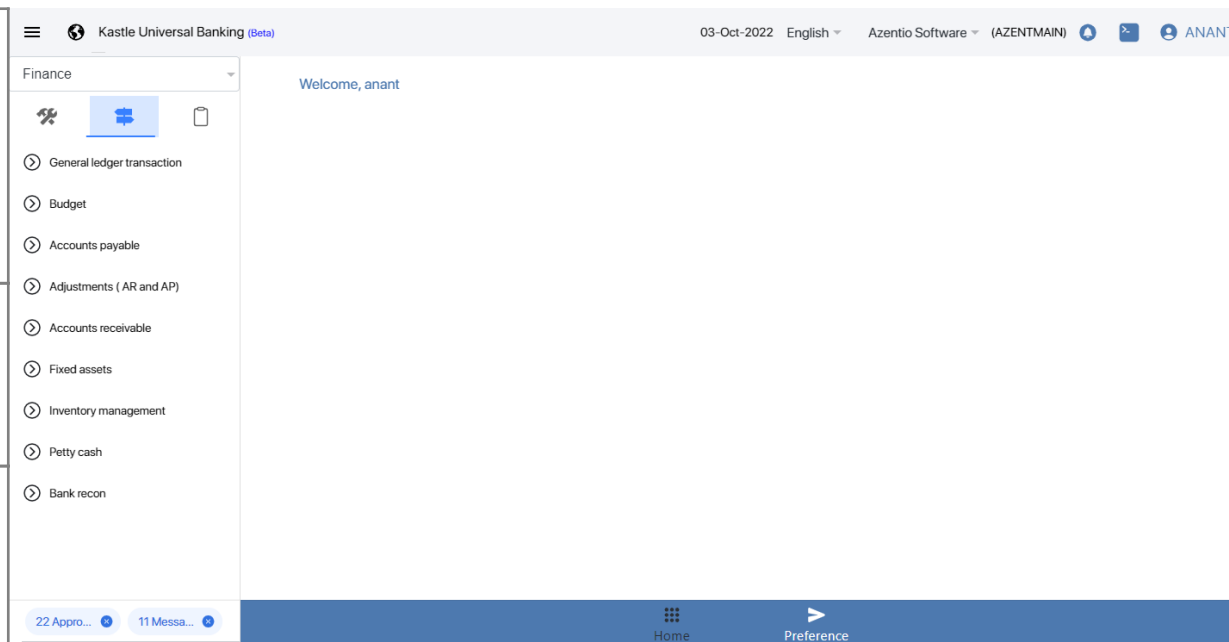 Kastle Universal Banking (Beta) 03-Oct-2022 English Azentio Software (AZENTMAIN) ANANT
Finance
Welcome, anant
General ledger transaction
Budget
Accounts payable
Adjustments ( AR and AP)
Accounts receivable
Fixed assets
Inventory management
Petty cash
Bank recon
22 Appro... 11 Messa...
Home Preference